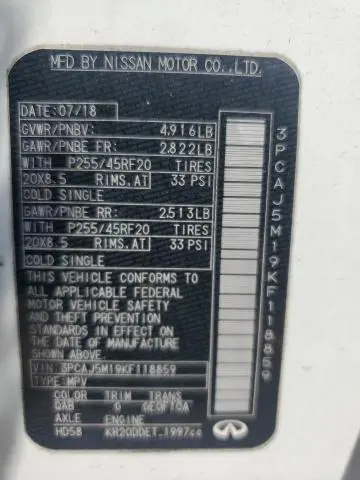 MFD BY NISSAN MOTOR CO.,LTD.
DATE:07/18
GVWR/PNBV: 4,916LB
GAWR/PNBE FR: 2,822LB
WITH P255/45RF20 TIRES
20X8.5 RIMS,AT 33 PSI
COLD SINGLE
GAWR/PNBE RR: 2,513LB
WITH P255/45RF20 TIRES
20X8.5 RIMS,AT 33 PSI
COLD SINGLE
THIS VEHICLE CONFORMS TO
ALL APPLICABLE FEDERAL
MOTOR VEHICLE SAFETY
AND THEFT PREVENTION
STANDARDS IN EFFECT ON
THE DATE OF MANUFACTURE
SHOWN ABOVE.
VIN:3PCAJ5M19KF118859
TYPE:MPV
COLOR TRIM TRANS
QAB G GE0F10A
AXLE ENGINE
HD58 KR20DDET 1997cc
3PCAJ5M19KF118859